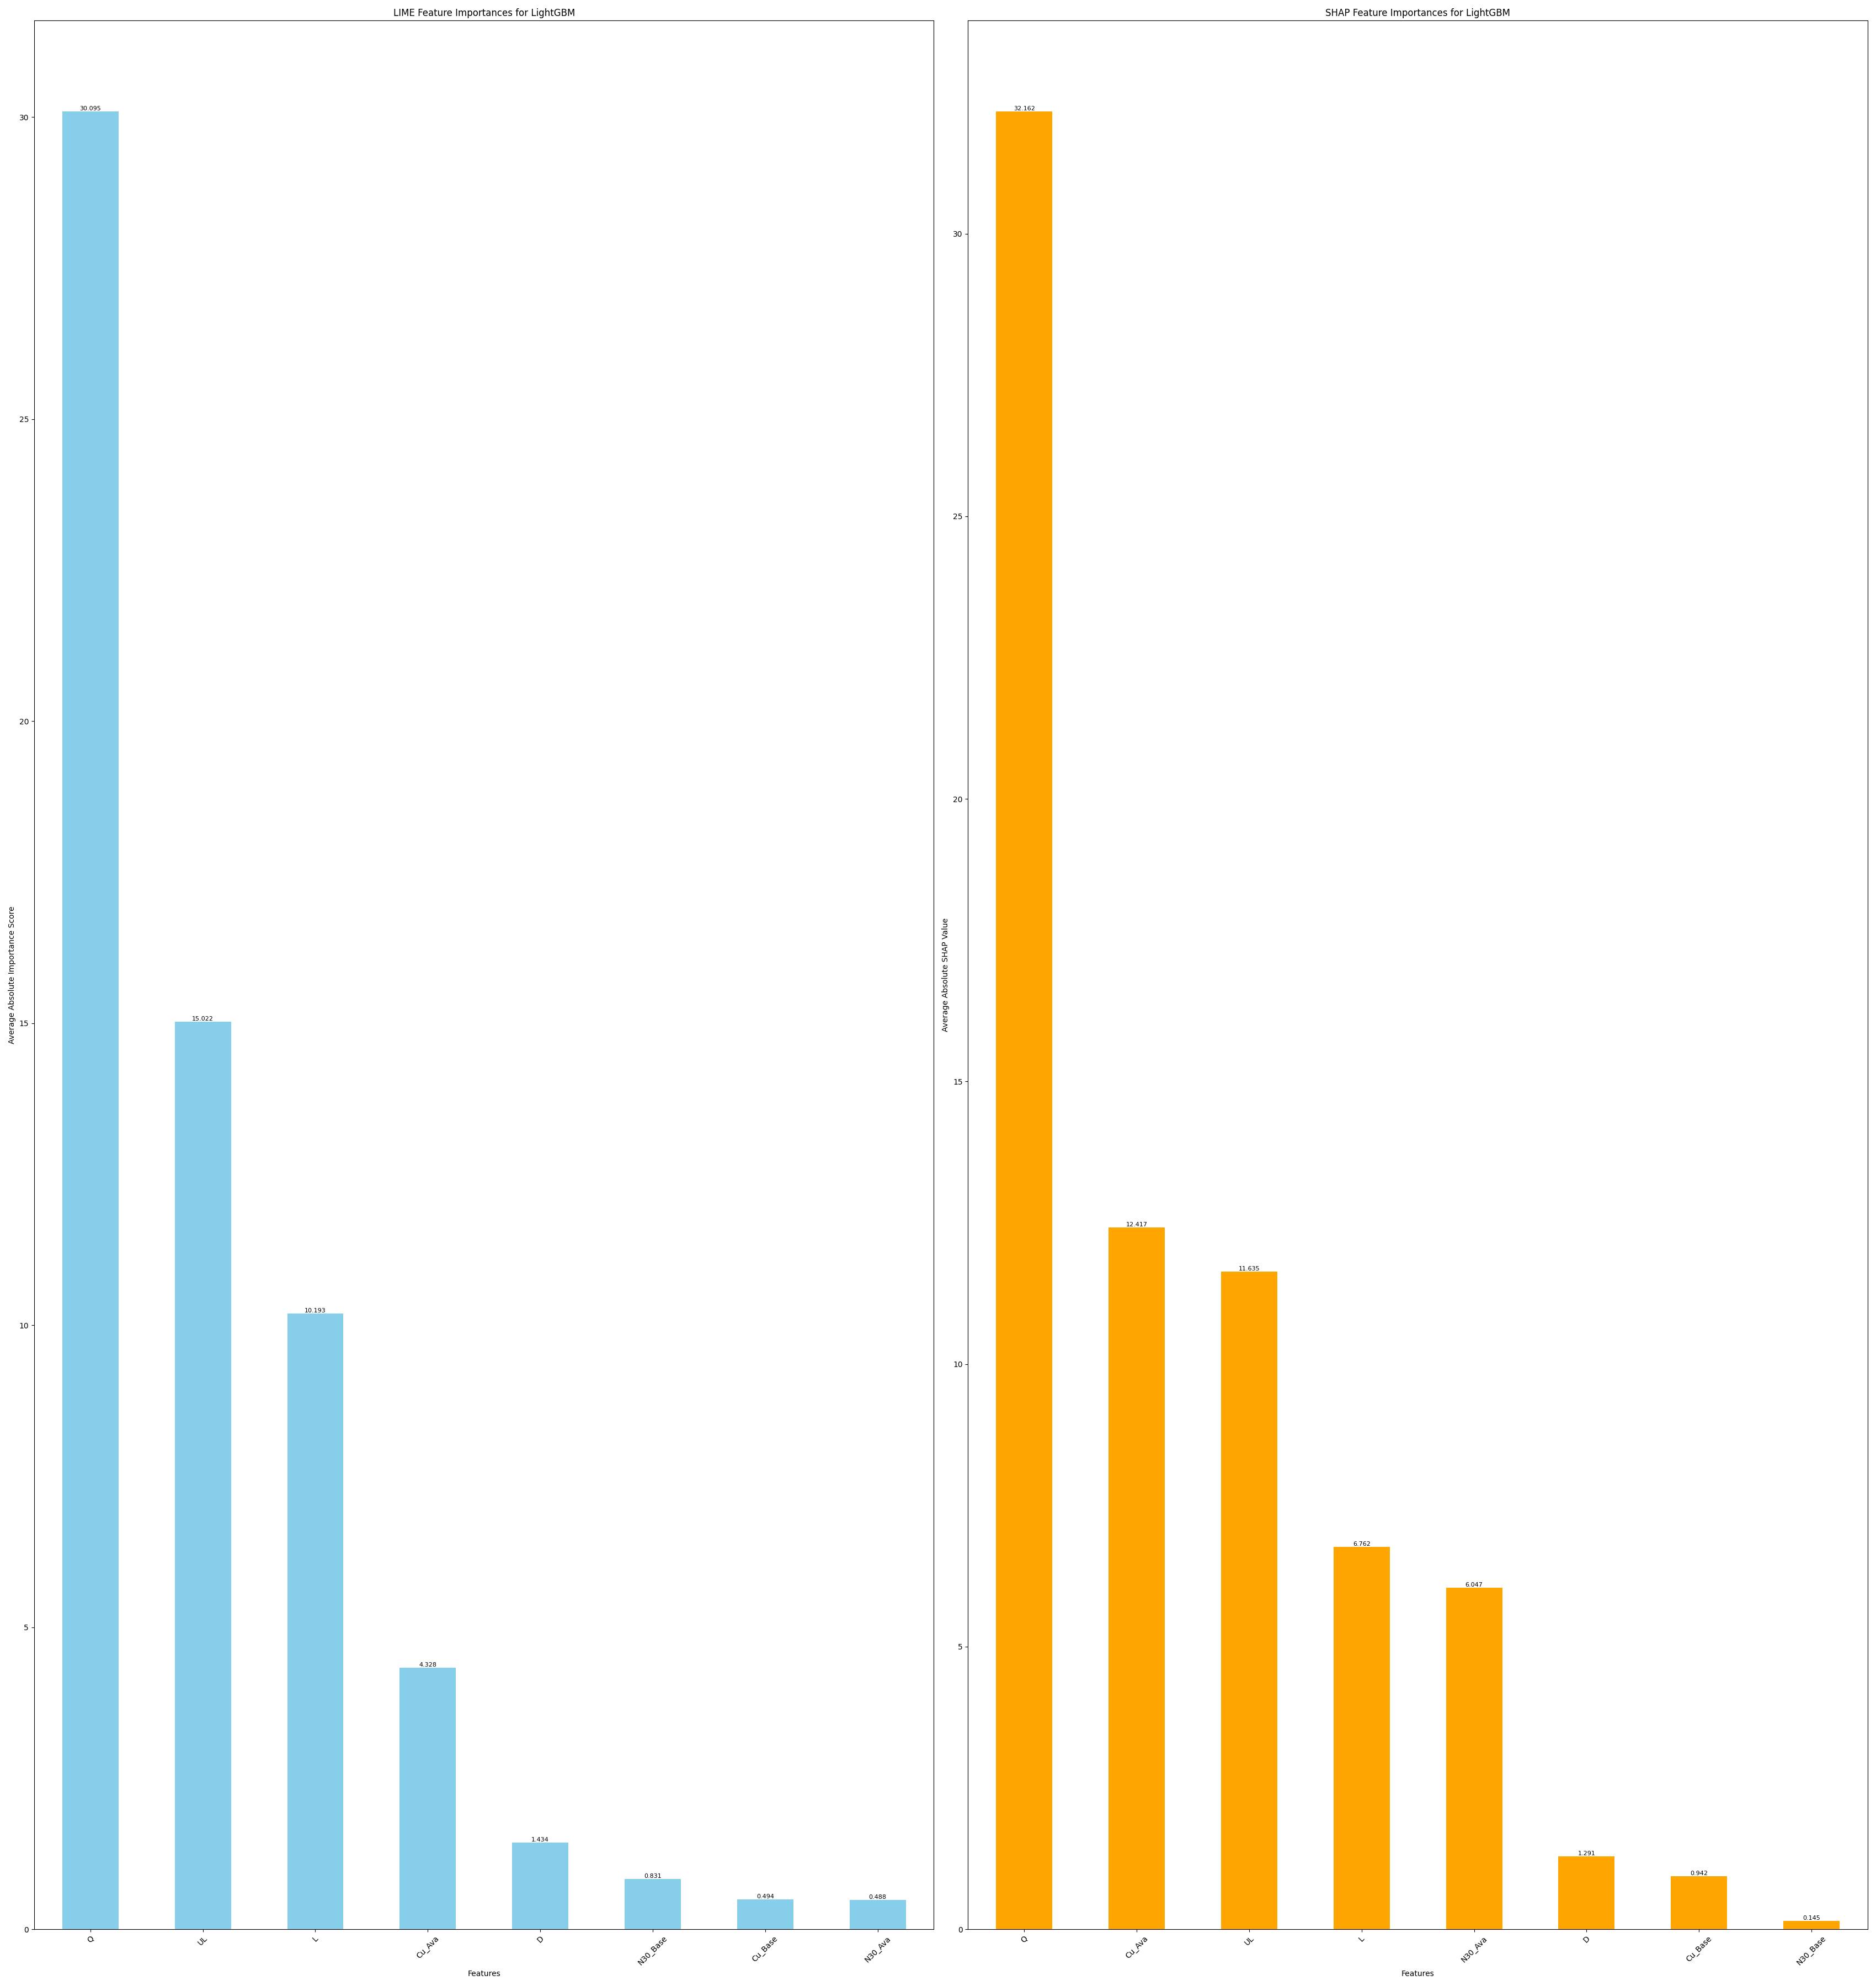 LIME Feature Importances for LightGBM
Average Absolute Importance Score
30
25
20
15
10
5
0
30.095
15.022
10.193
4.328
1.434
0.831
0.494
0.488
Q
UL
L
Cu_Ava
D
N30_Base
Cu_Base
N30_Ava
Features
SHAP Feature Importances for LightGBM
Average Absolute SHAP Value
30
25
20
15
10
5
0
32.162
12.417
11.635
6.762
6.047
1.291
0.942
0.145
Q
Cu_Ava
UL
L
N30_Ava
D
Cu_Base
N30_Base
Features